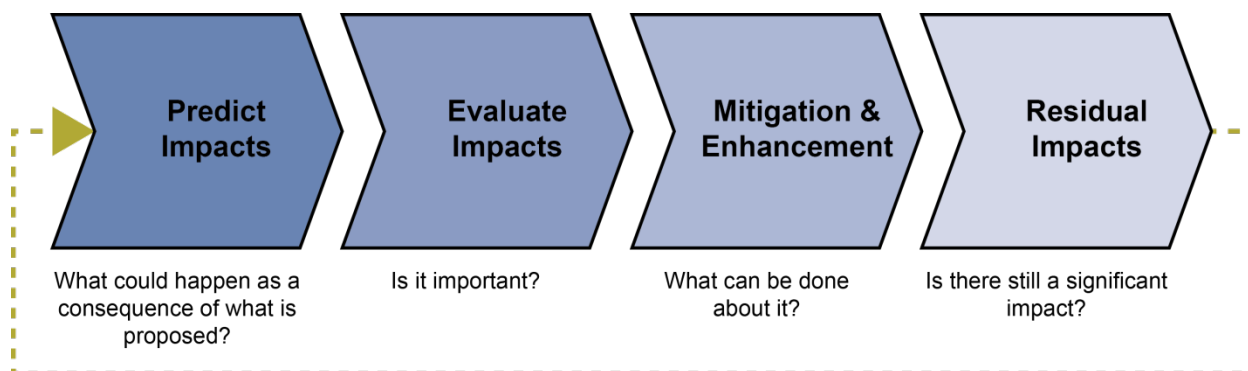 Predict
Impacts
Evaluate
Impacts
Mitigation &
Enhancement
Residual
Impacts
What could happen as a
consequence of what is
proposed?
Is it important?
What can be done
about it?
Is there still a significant
impact?